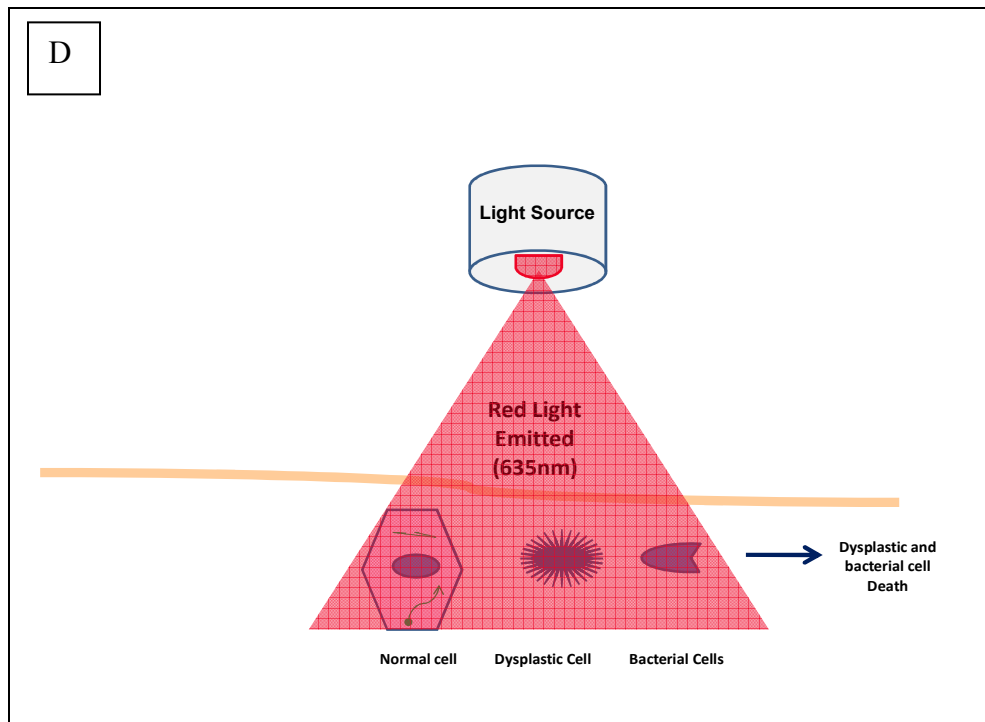 D
Light Source
Red Light
Emitted
(635nm)
Dysplastic and
bacterial cell
Death
Normal cell
Dysplastic Cell
Bacterial Cells